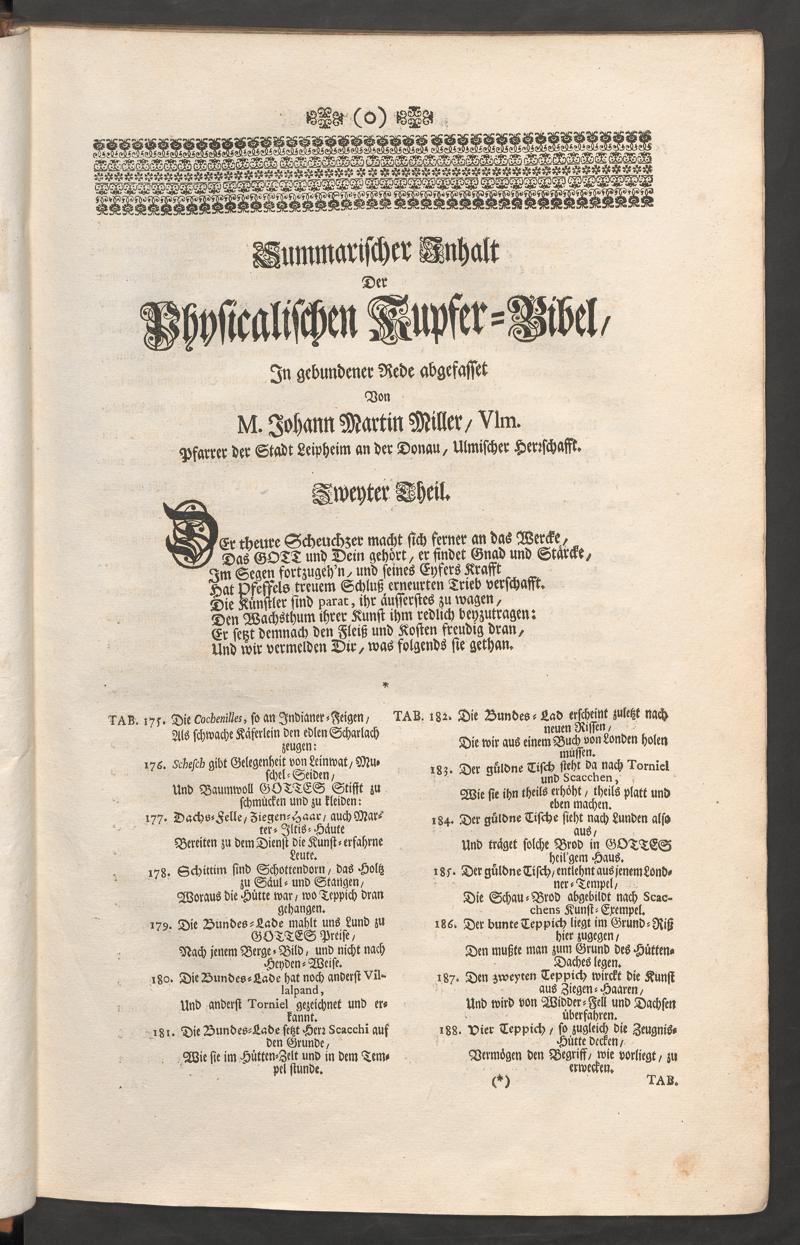 (o)
Summarischer Inhalt
Der
Physicalischen Kupfer-Bibel,
In gebundener Rede abgefasset
Von
M. Johann Martin Miller, Vlm.
Pfarrer der Stadt Leipheim an der Donau, Ulmischer Herrschafft.
Zweyter Theil.
DEr theure Scheuchzer macht sich ferner an das Wercke,
Das GOTT und Dein gehört, er findet Gnad und Stärcke,
Im Segen fortzugeh'n, und seines Eyfers Krafft
Hat Pfeffels treuem Schluß erneurten Trieb verschafft.
Die Künstler sind parat, ihr äusserstes zu wagen,
Den Wachsthum ihrer Kunst ihm redlich beyzutragen:
Er setzt demnach den Fleiß und Kosten freudig dran,
Und wir vermelden Dir, was folgends sie gethan.
*
TAB. 175. Die Cochenilles, so an Indianer-Feigen,
Als schwache Käferlein den edlen Scharlach
zeugen:
176. Schesch gibt Gelegenheit von Leinwat, Mu-
schel-Seiden,
Und Baumwoll GOTTES Stifft zu
schmücken und zu kleiden:
177. Dachs-Felle, Ziegen-Haar, auch Mar-
ter-Iltis-Häute
Bereiten zu dem Dienst die Kunst-erfahrne
Leute.
178. Schittim sind Schottendorn, das Holtz
zu Säul- und Stangen,
Woraus die Hütte war, wo Teppich dran
gehangen.
179. Die Bundes-Lade mahlt uns Lund zu
GOTTES Preise,
Nach jenem Berge-Bild, und nicht nach
Heyden-Weise.
180. Die Bundes-Lade hat noch anderst Vil-
lalpand,
Und anderst Torniel gezeichnet und er-
kannt.
181. Die Bundes-Lade setzt Herr Scacchi auf
den Grunde,
Wie sie im Hütten-Zelt und in dem Tem-
pel stunde.
TAB. 182. Die Bundes-Lad erscheint zuletzt nach
neuen Rissen,
Die wir aus einem Buch von Londen holen
müssen.
183. Der güldne Tisch steht da nach Torniel
und Scacchen,
Wie sie ihn theils erhöht, theils platt und
eben machen.
184. Der güldne Tische sieht nach Lunden also
aus,
Und träget solche Brod in GOTTES
heil'gem Haus.
185. Der güldne Tisch, entlehnt aus jenem Lond-
ner-Tempel,
Die Schau-Brod abgebildt nach Scac-
chens Kunst-Exempel.
186. Der bunte Teppich liegt im Grund-Riß
hier zugegen,
Den mußte man zum Grund des Hütten-
Daches legen.
187. Den zweyten Teppich wirckt die Kunst
aus Ziegen-Haaren,
Und wird von Widder-Fell und Dachsen
überfahren.
188. Vier Teppich, so zugleich die Zeugnis-
Hütte decken,
Vermögen den Begriff, wie vorliegt, zu
erwecken.
(*) TAB.